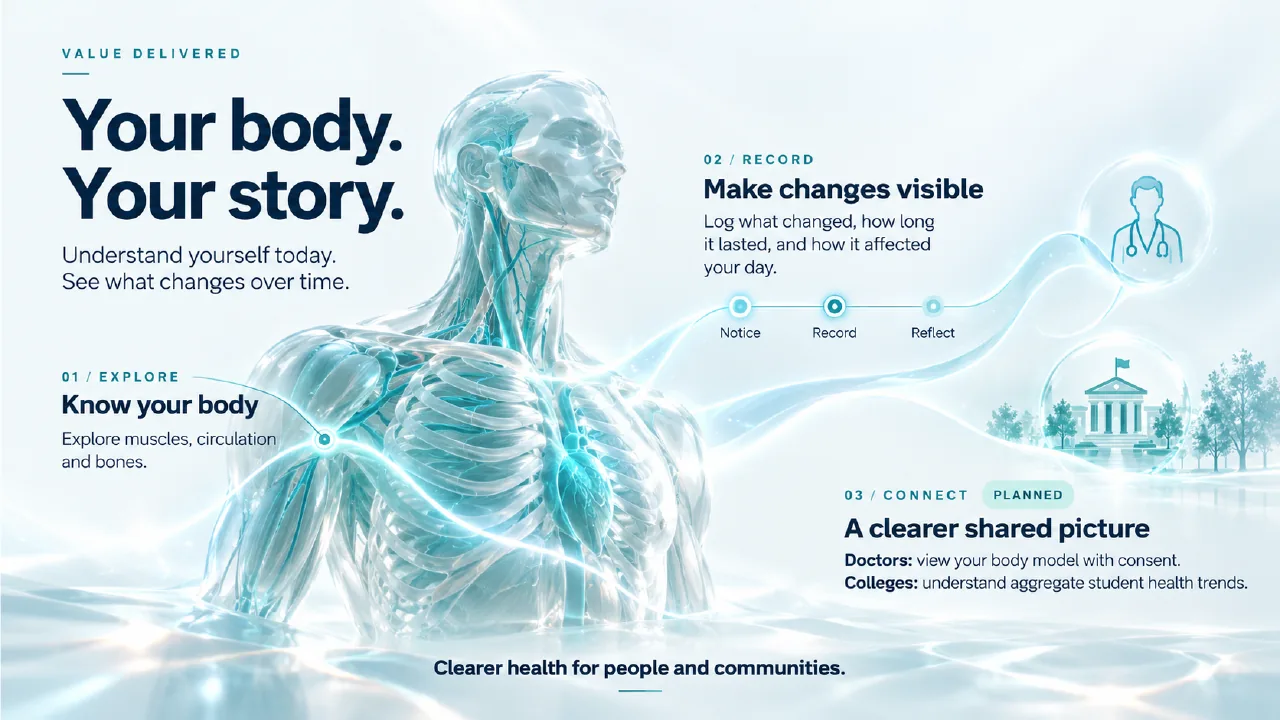 VALUE DELIVERED
Your body.
Your story.
Understand yourself today.
See what changes over time.
01 / EXPLORE
Know your body
Explore muscles, circulation
and bones.
02 / RECORD
Make changes visible
Log what changed, how long
it lasted, and how it affected
your day.
Notice
Record
Reflect
03 / CONNECT
PLANNED
A clearer shared picture
Doctors: view your body model with consent.
Colleges: understand aggregate student health trends.
Clearer health for people and communities.